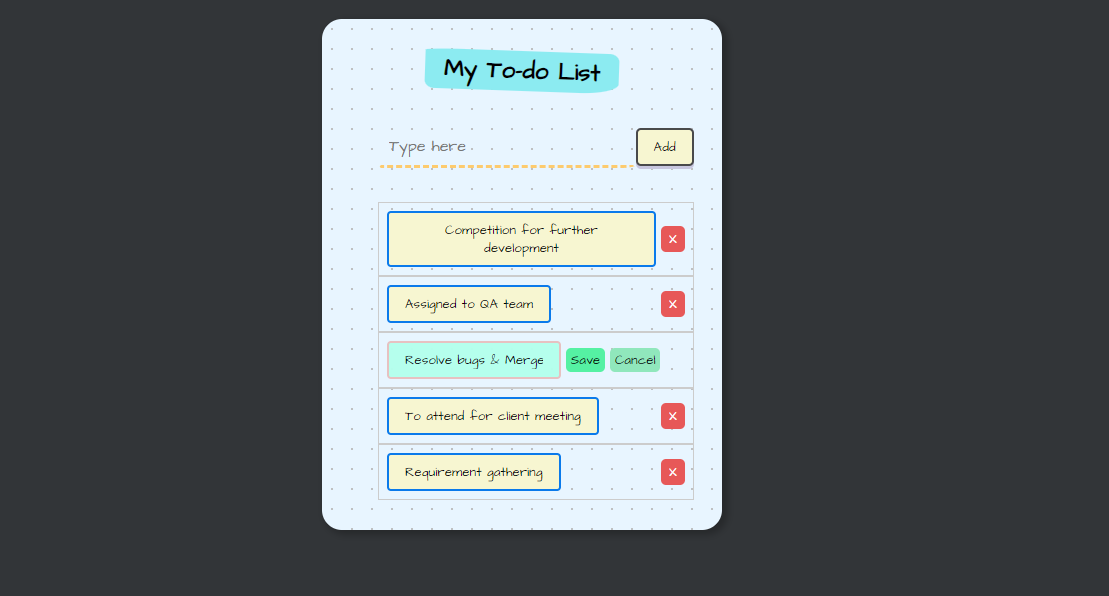 My To-do List
Type here
Add
Competition for further
development
X
Assigned to QA team
X
Resolve bugs & Merge
Save
Cancel
To attend for client meeting
X
Requirement gathering
X